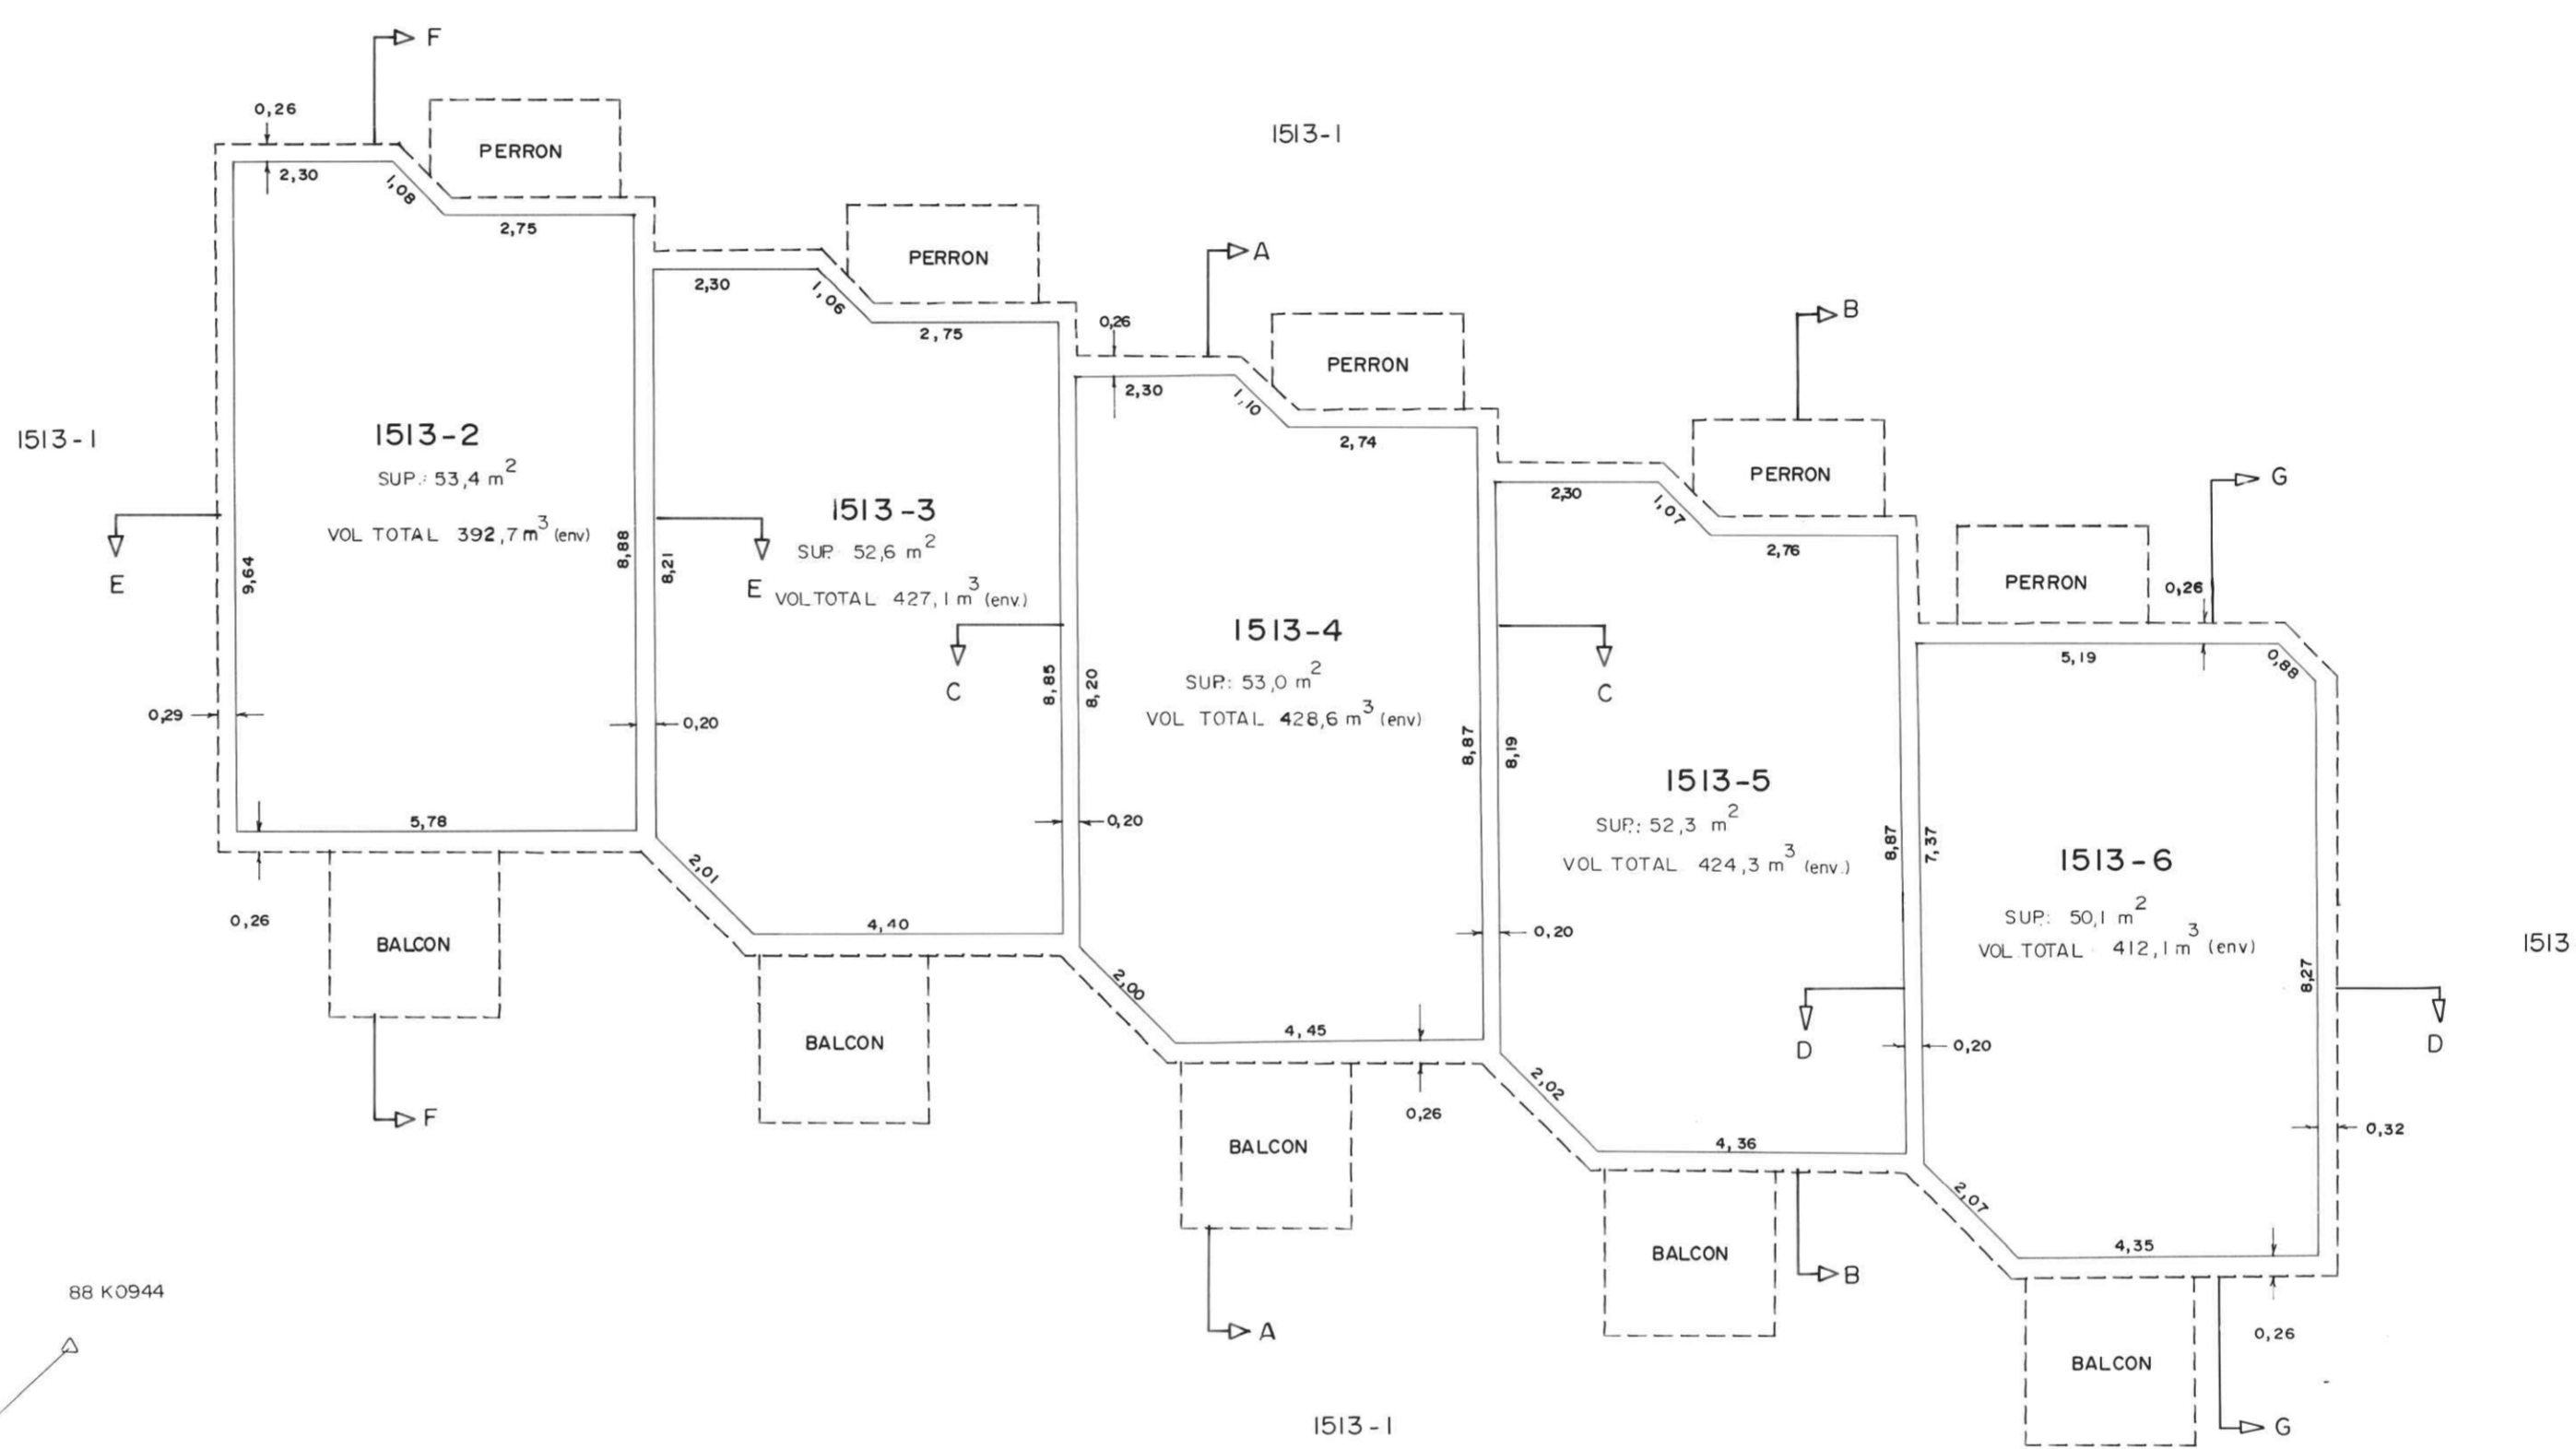 F
0,26
PERRON
1513-1
2,30
1,08
2,75
PERRON
A
2,30
1,06
2,75
0,26
B
PERRON
2,30
1,10
2,74
1513-1
1513-2
SUP.: 53,4 m²
VOL TOTAL 392,7 m³ (env)
PERRON
G
2,30
1,07
2,76
1513-3
SUP. 52,6 m²
VOL TOTAL 427,1 m³ (env.)
E
9,64
8,88
8,21
E
PERRON
0,26
1513-4
SUP.: 53,0 m²
VOL TOTAL 428,6 m³ (env)
5,19
0,88
C
8,85
8,20
C
0,29
0,20
8,87
8,19
1513-5
SUP.: 52,3 m²
VOL TOTAL 424,3 m³ (env.)
5,78
0,20
8,87
7,37
1513-6
SUP.: 50,1 m²
VOL TOTAL 412,1 m³ (env)
2,01
0,26
4,40
0,20
BALCON
1513
8,27
2,00
4,45
BALCON
D
0,20
D
2,02
0,26
F
BALCON
4,36
0,32
2,07
4,35
BALCON
B
88 K0944
A
0,26
BALCON
1513-1
G